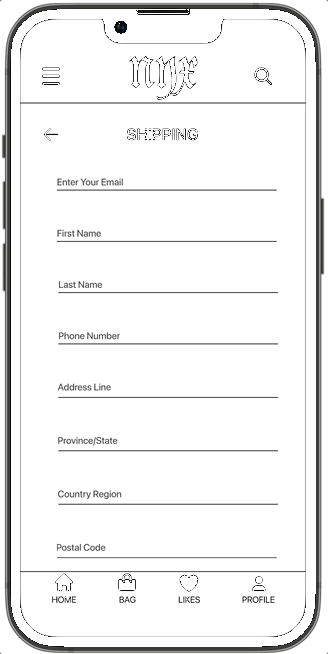 nyx
SHIPPING
Enter Your Email
First Name
Last Name
Phone Number
Address Line
Province/State
Country Region
Postal Code
HOME BAG LIKES PROFILE